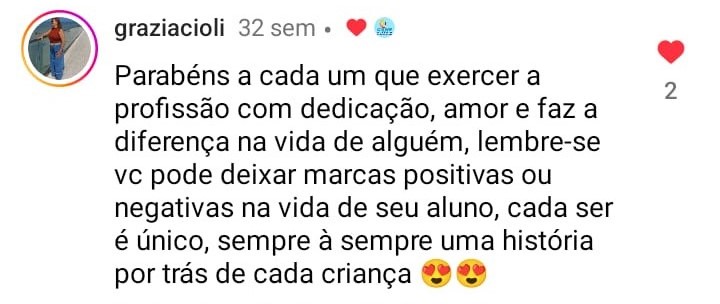 graziacioli 32 sem • ❤️
Parabéns a cada um que exercer a
profissão com dedicação, amor e faz a
diferença na vida de alguém, lembre-se
vc pode deixar marcas positivas ou
negativas na vida de seu aluno, cada ser
é único, sempre à sempre uma história
por trás de cada criança 😍😍
2